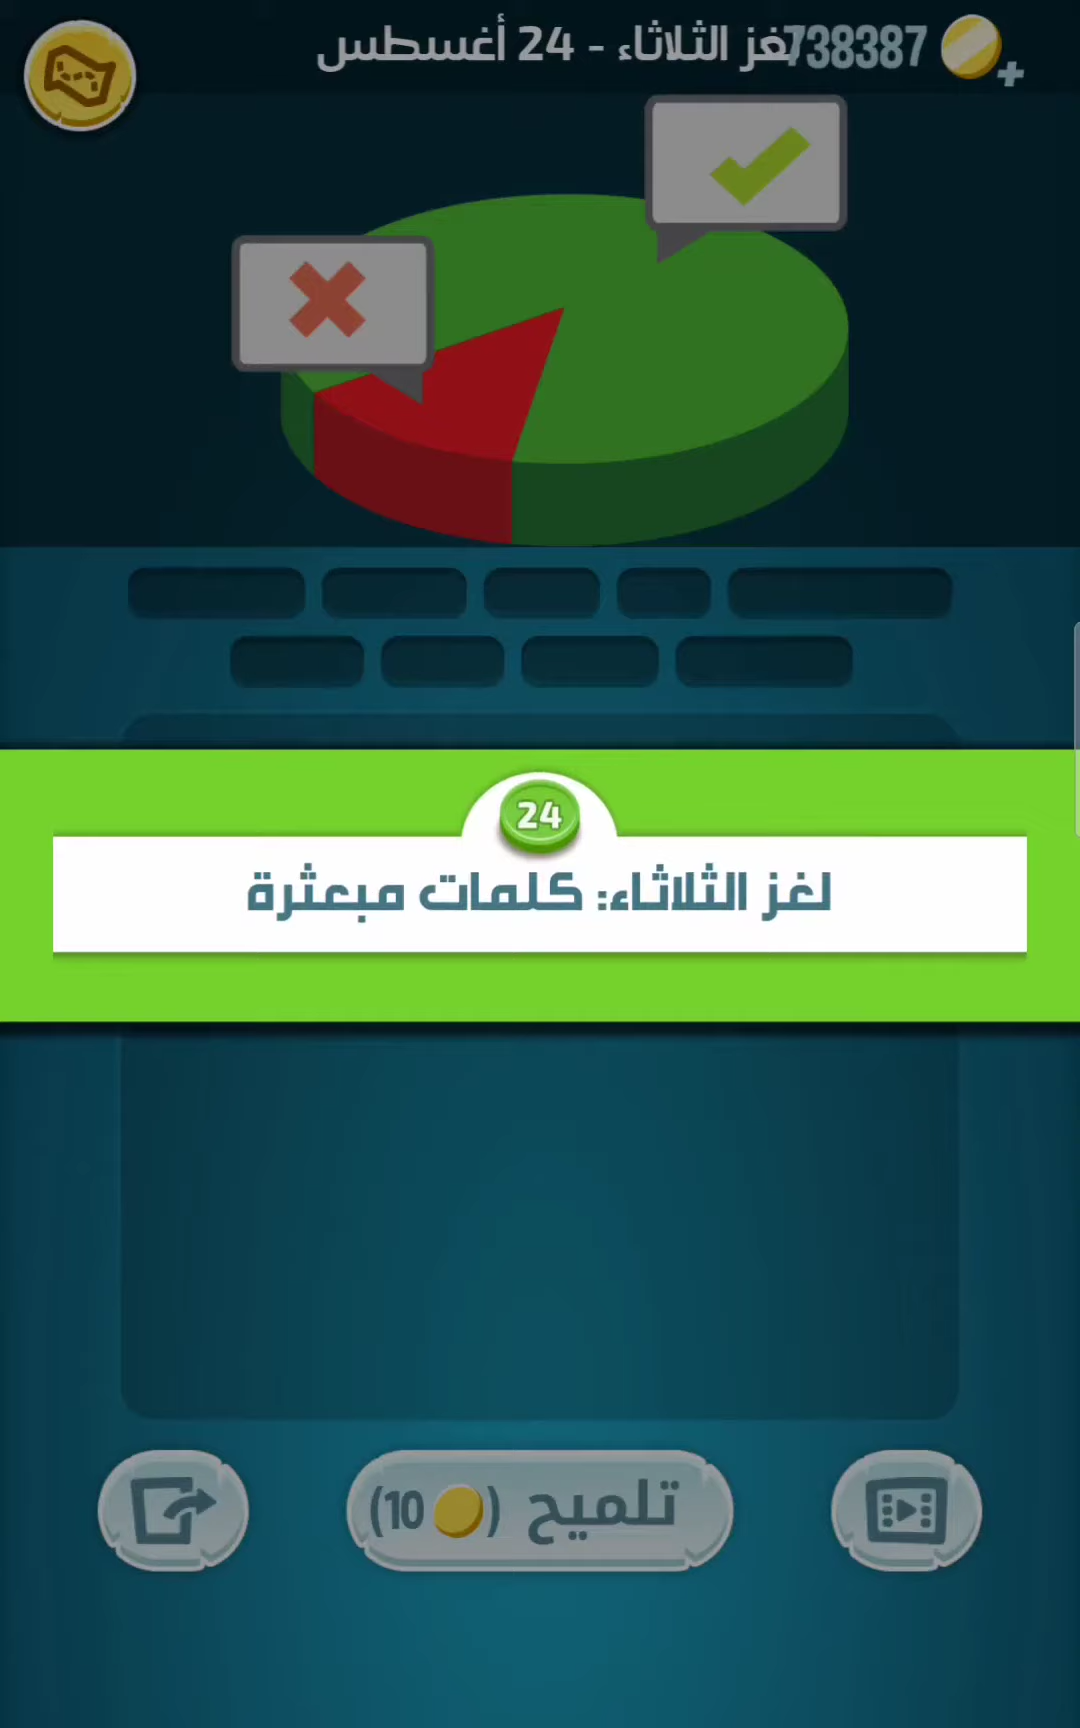 لغز الثلاثاء - 24 أغسطس
738387
24
لغز الثلاثاء: كلمات مبعثرة
تلميح (10)